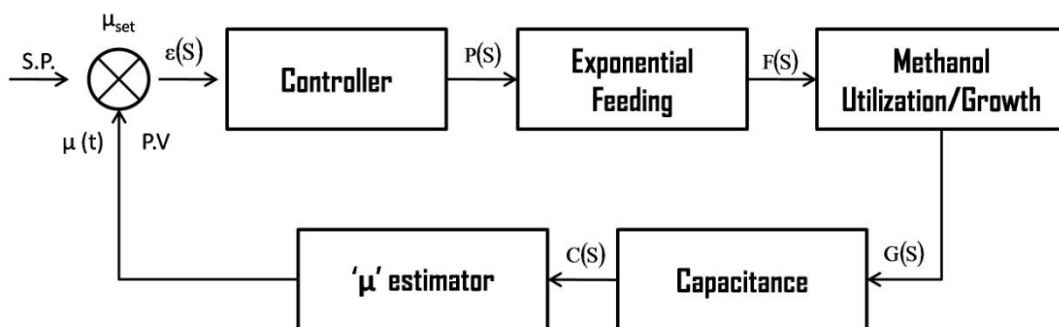 μset
S.P.
ε(S)
Controller
P(S)
Exponential
Feeding
F(S)
Methanol
Utilization/Growth
μ (t)
P.V
'μ' estimator
C(S)
Capacitance
G(S)